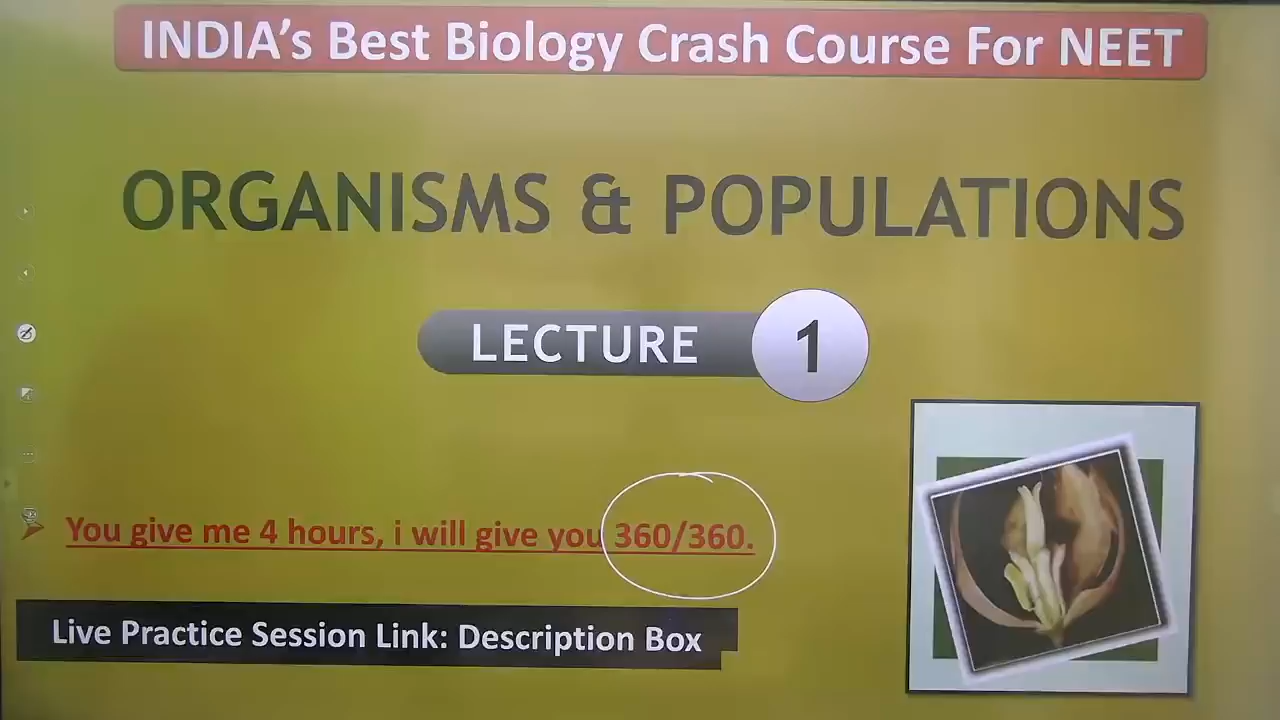 INDIA's Best Biology Crash Course For NEET
ORGANISMS & POPULATIONS
LECTURE 1
You give me 4 hours, i will give you 360/360.
Live Practice Session Link: Description Box